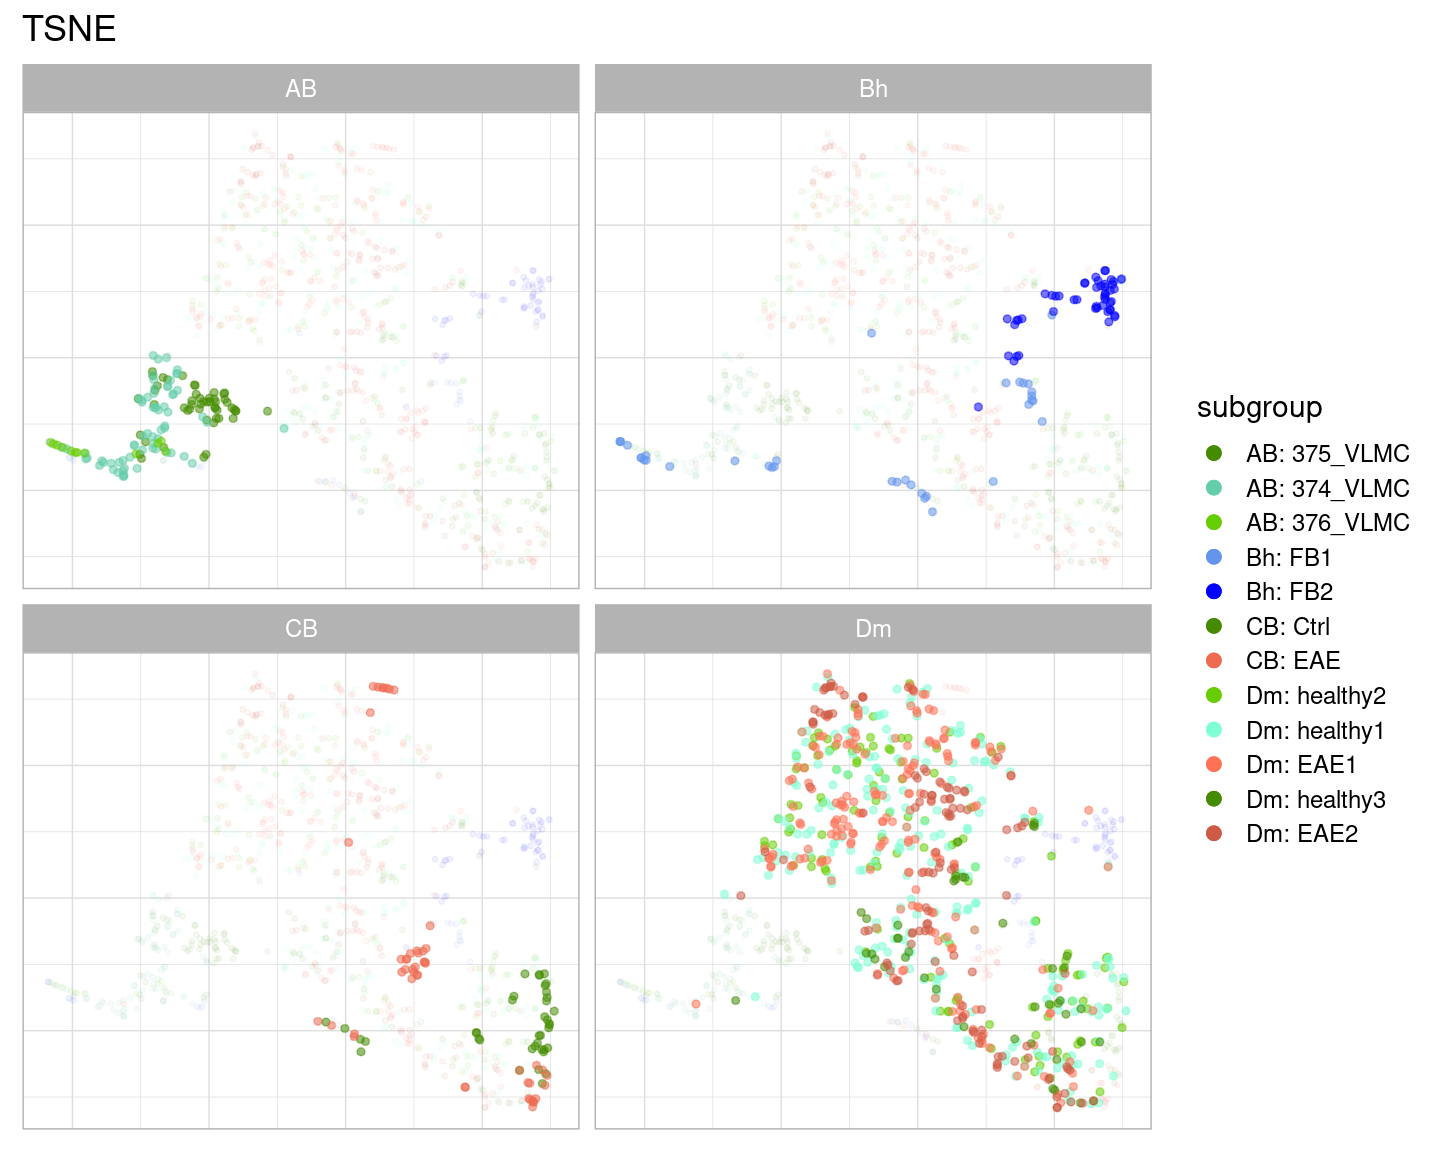 TSNE
AB
Bh
CB
Dm
subgroup
AB: 375_VLMC
AB: 374_VLMC
AB: 376_VLMC
Bh: FB1
Bh: FB2
CB: Ctrl
CB: EAE
Dm: healthy2
Dm: healthy1
Dm: EAE1
Dm: healthy3
Dm: EAE2